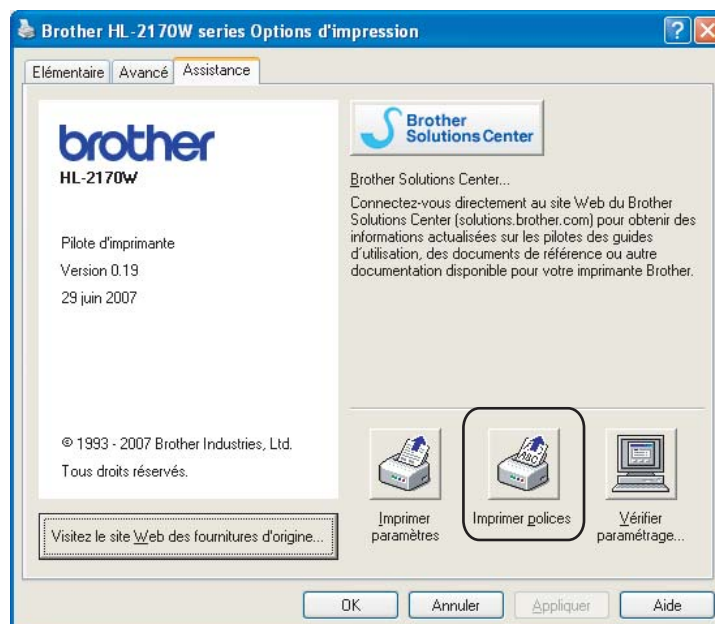 Brother HL-2170W series Options d'impression
Elémentaire Avancé Assistance
brother
HL-2170W
Pilote d'imprimante
Version 0.19
29 juin 2007
© 1993 - 2007 Brother Industries, Ltd.
Tous droits réservés.
Visitez le site Web des fournitures d'origine...
Brother
Solutions Center
Brother Solutions Center...
Connectez-vous directement au site Web du Brother
Solutions Center (solutions.brother.com) pour obtenir des
informations actualisées sur les pilotes des guides
d´utilisation, des documents de référence ou autre
documentation disponible pour votre imprimante Brother.
Imprimer
paramètres
ABC
Imprimer polices
Vérifier
paramétrage...
OK Annuler Appliquer Aide